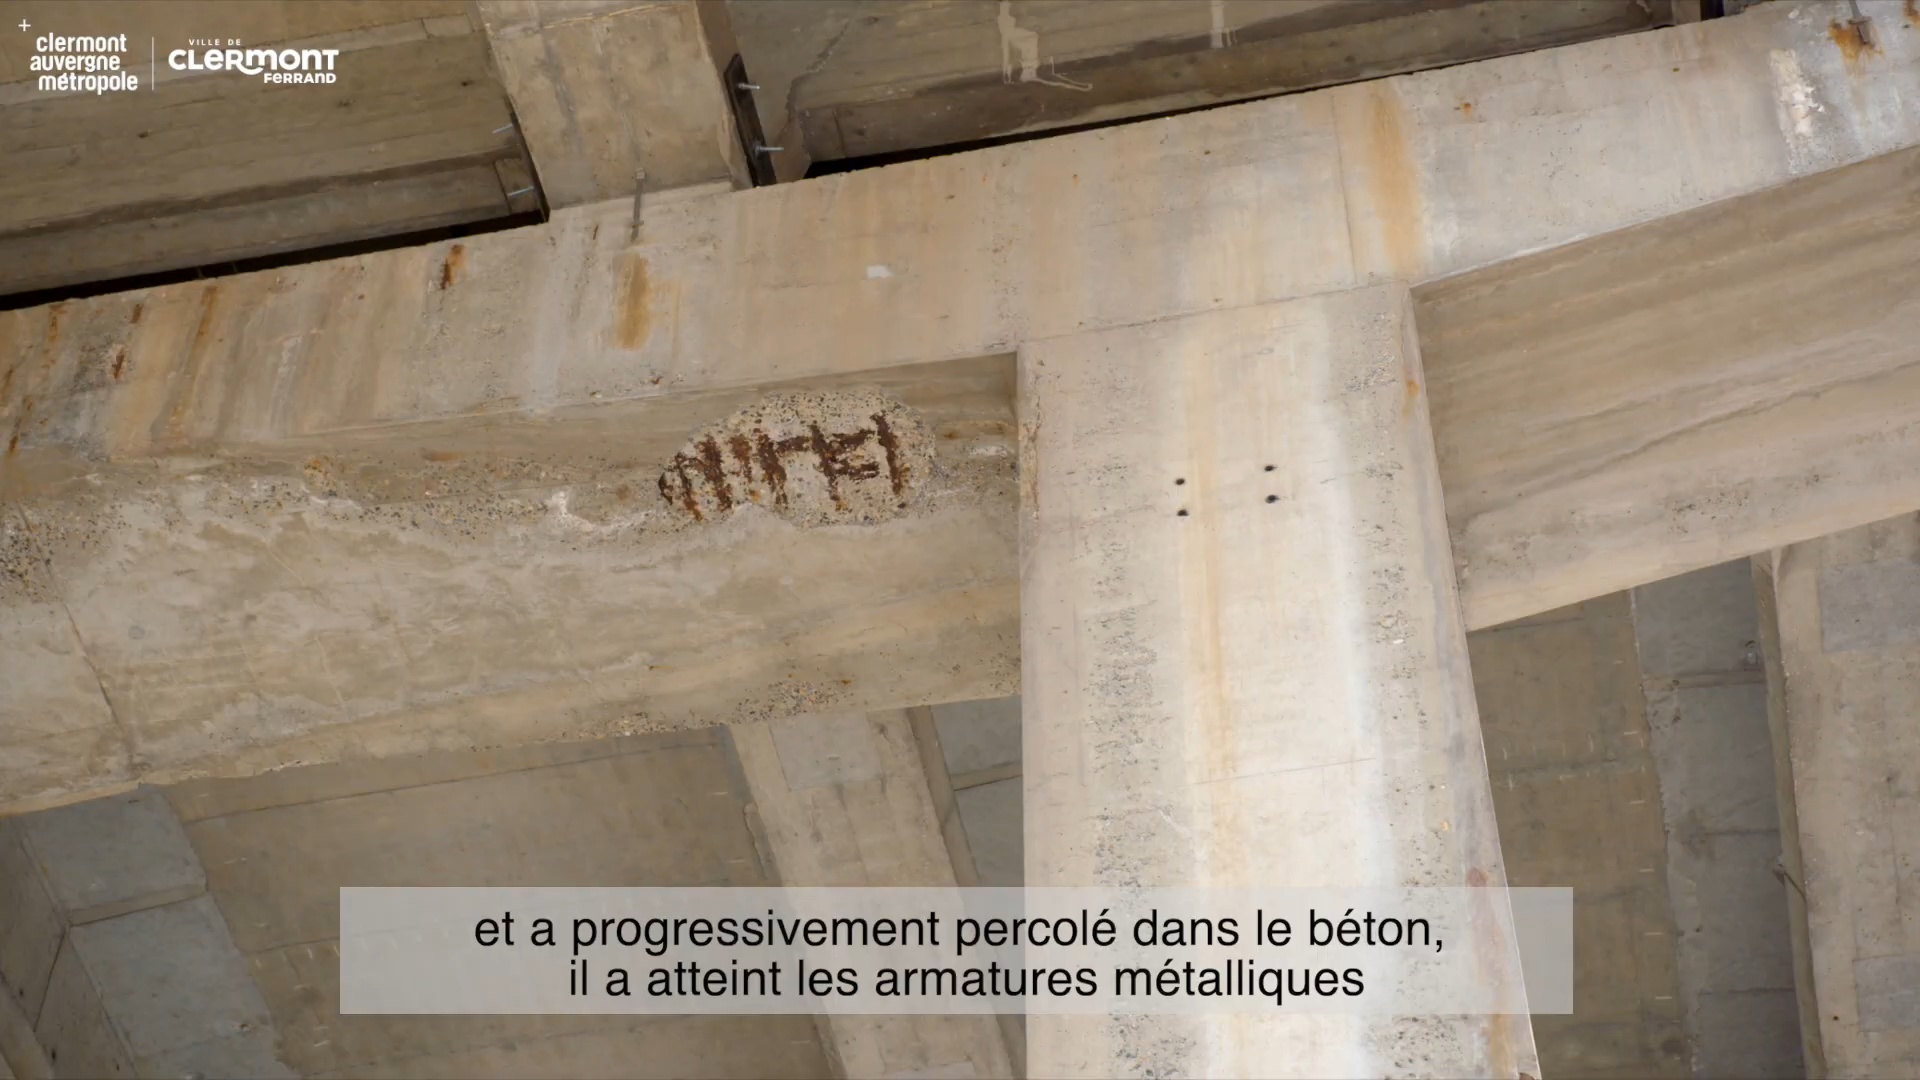 clermont
auvergne
métropole
VILLE DE
CLERMONT
FERRAND
et a progressivement percolé dans le béton,
il a atteint les armatures métalliques